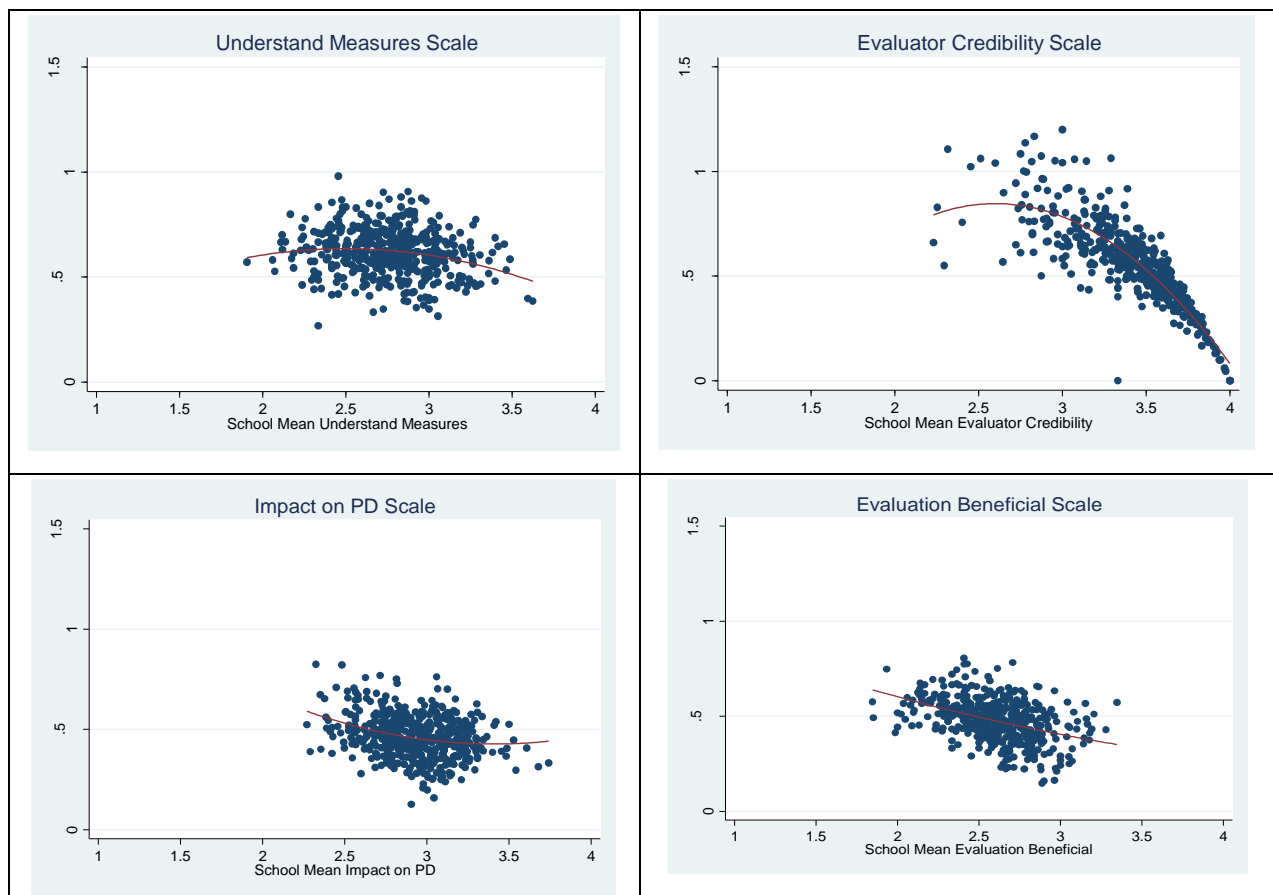 Understand Measures Scale
1.5
1
.5
0
1 1.5 2 2.5 3 3.5 4
School Mean Understand Measures
Evaluator Credibility Scale
1.5
1
.5
0
1 1.5 2 2.5 3 3.5 4
School Mean Evaluator Credibility
Impact on PD Scale
1.5
1
.5
0
1 1.5 2 2.5 3 3.5 4
School Mean Impact on PD
Evaluation Beneficial Scale
1.5
1
.5
0
1 1.5 2 2.5 3 3.5 4
School Mean Evaluation Beneficial